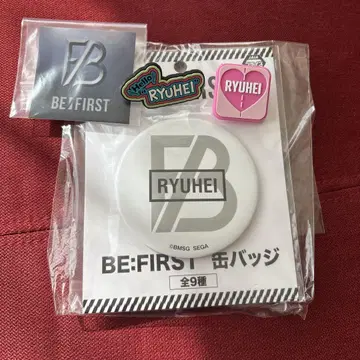 BE:FIRST
Hello
RYUHEI
RYUHEI
RYUHEI
©BMSG SEGA
BE:FIRST 缶バッジ
全9種